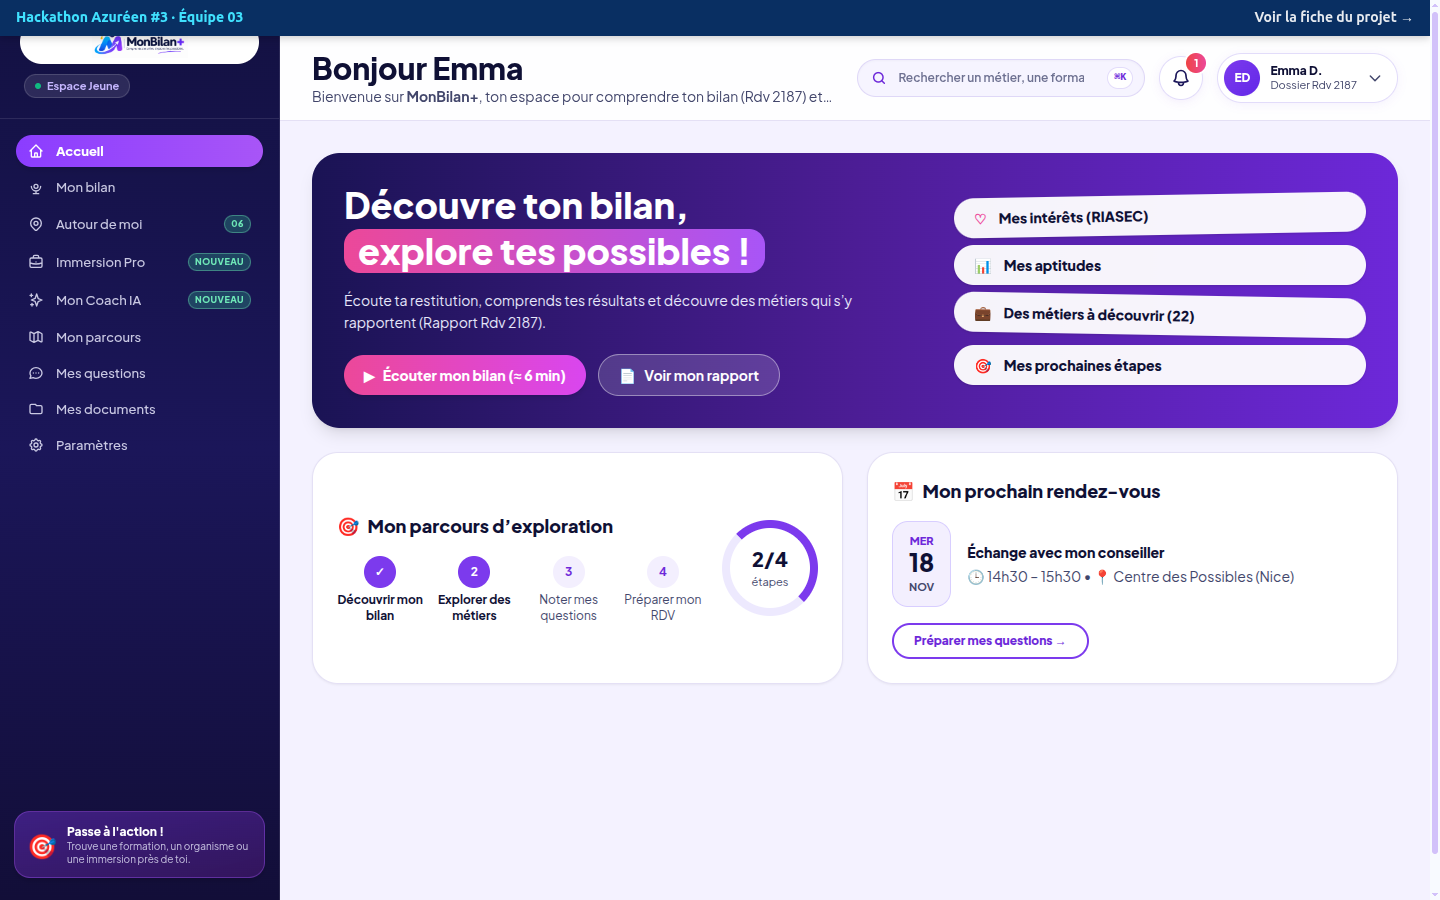 Hackathon Azuréen #3 · Équipe 03
Voir la fiche du projet →
MonBilan+
Espace Jeune
Accueil
Mon bilan
Autour de moi
06
Immersion Pro
NOUVEAU
Mon Coach IA
NOUVEAU
Mon parcours
Mes questions
Mes documents
Paramètres
Passe à l'action !
Trouve une formation, un organisme ou
une immersion près de toi.
Bonjour Emma
Bienvenue sur MonBilan+, ton espace pour comprendre ton bilan (Rdv 2187) et…
Rechercher un métier, une forma
⌘K
1
ED
Emma D.
Dossier Rdv 2187
Découvre ton bilan,
explore tes possibles !
Écoute ta restitution, comprends tes résultats et découvre des métiers qui s’y
rapportent (Rapport Rdv 2187).
▶ Écouter mon bilan (≈ 6 min)
Voir mon rapport
Mes intérêts (RIASEC)
Mes aptitudes
Des métiers à découvrir (22)
Mes prochaines étapes
Mon parcours d’exploration
✓
Découvrir mon
bilan
2
Explorer des
métiers
3
Noter mes
questions
4
Préparer mon
RDV
2/4
étapes
Mon prochain rendez-vous
MER
18
NOV
Échange avec mon conseiller
14h30 – 15h30 • Centre des Possibles (Nice)
Préparer mes questions →